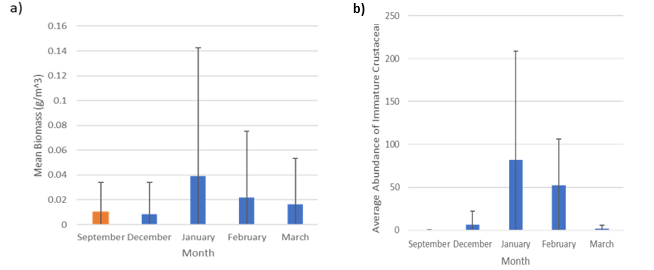 a)
Mean Biomass (g/m^3)
0.16
0.14
0.12
0.1
0.08
0.06
0.04
0.02
0
September December January February March
Month
b)
Average Abundance of Immature Crustacea
250
200
150
100
50
0
September December January February March
Month